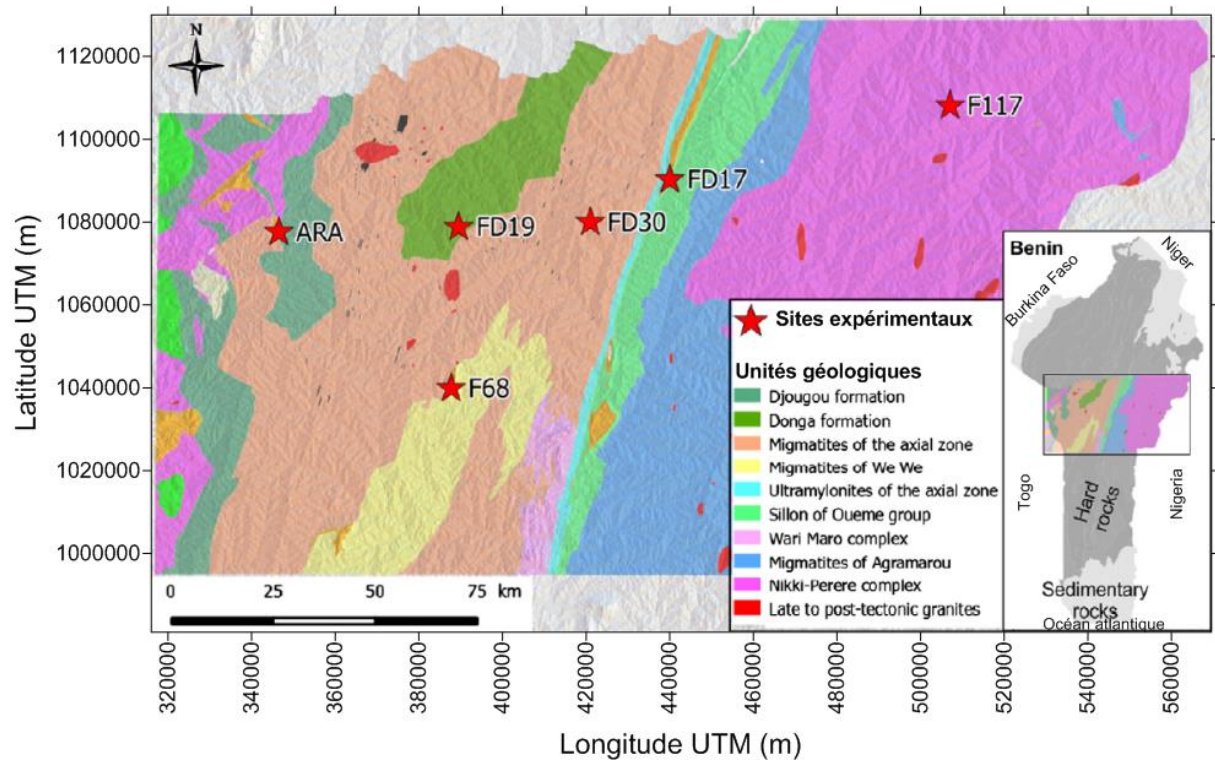 N
1120000
1100000
1080000
1060000
1040000
1020000
1000000
Latitude UTM (m)
F117
FD17
ARA
FD19
FD30
F68
Sites expérimentaux
Unités géologiques
Djougou formation
Donga formation
Migmatites of the axial zone
Migmatites of We We
Ultramylonites of the axial zone
Sillon of Oueme group
Wari Maro complex
Migmatites of Agramarou
Nikki-Perere complex
Late to post-tectonic granites
Benin
Niger
Burkina Faso
Togo
Nigeria
Hard
rocks
Sedimentary
rocks
Océan atlantique
0 25 50 75 km
320000
340000
360000
380000
400000
420000
440000
460000
480000
500000
520000
540000
560000
Longitude UTM (m)